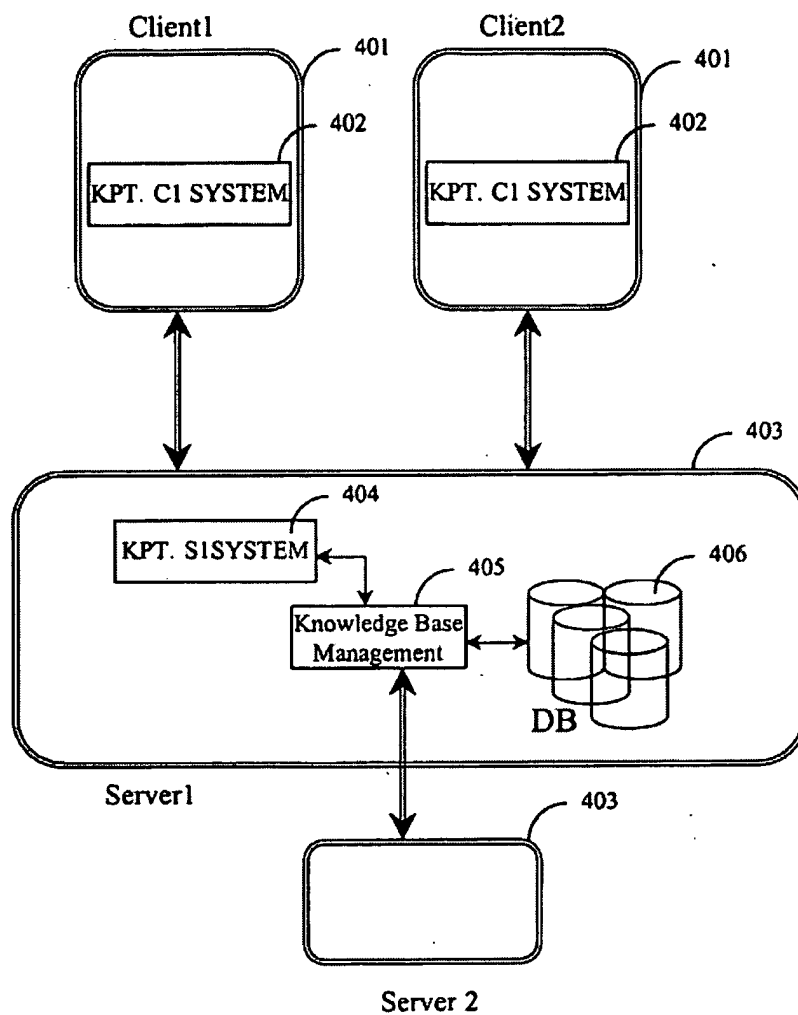 Client1
Client2
401
401
402
402
KPT. C1 SYSTEM
KPT. C1 SYSTEM
403
404
KPT. S1SYSTEM
405
406
Knowledge Base
Management
DB
Server1
403
Server 2